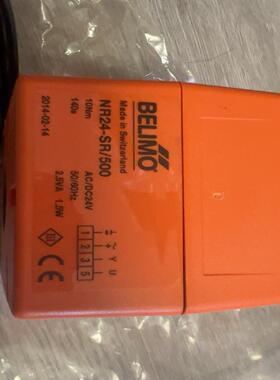 BELIMO
Made in Switzerland
NR24-SR/500
10Nm AC/DC24V
140s 50/60Hz
2.5VA 1.5W
2014-02-14
1 2 3 5
⊥ ~ Y U
III